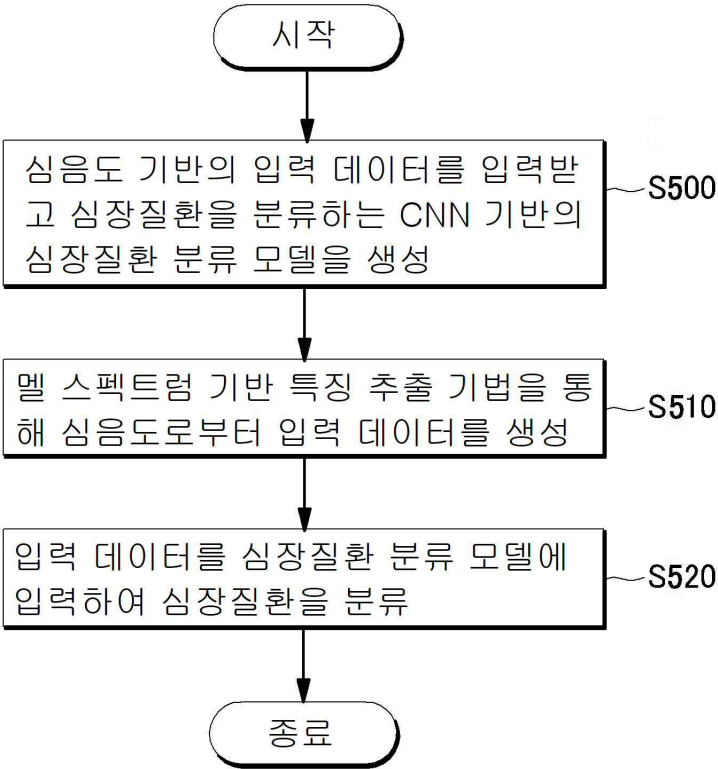 시작
심음도 기반의 입력 데이터를 입력받
고 심장질환을 분류하는 CNN 기반의
심장질환 분류 모델을 생성
S500
멜 스펙트럼 기반 특징 추출 기법을 통
해 심음도로부터 입력 데이터를 생성
S510
입력 데이터를 심장질환 분류 모델에
입력하여 심장질환을 분류
S520
종료